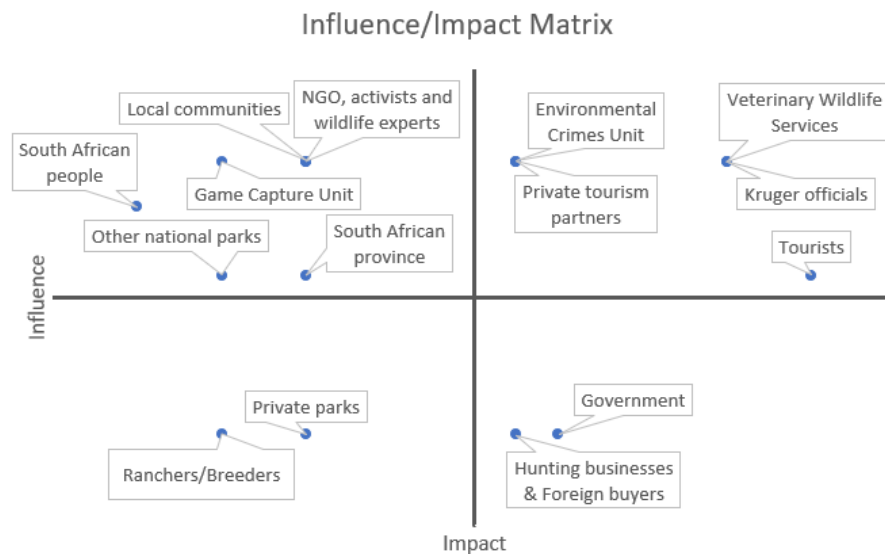 Influence/Impact Matrix
Local communities
NGO, activists and
wildlife experts
Environmental
Crimes Unit
Veterinary Wildlife
Services
South African
people
Game Capture Unit
Private tourism
partners
Kruger officials
Other national parks
South African
province
Tourists
Influence
Private parks
Government
Ranchers/Breeders
Hunting businesses
& Foreign buyers
Impact